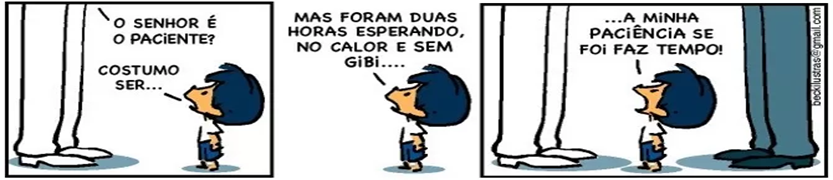 O SENHOR É
O PACIENTE?
COSTUMO
SER...
MAS FORAM DUAS
HORAS ESPERANDO,
NO CALOR E SEM
GIBI....
...A MINHA
PACIÊNCIA SE
FOI FAZ TEMPO!
beckilustras@gmail.com